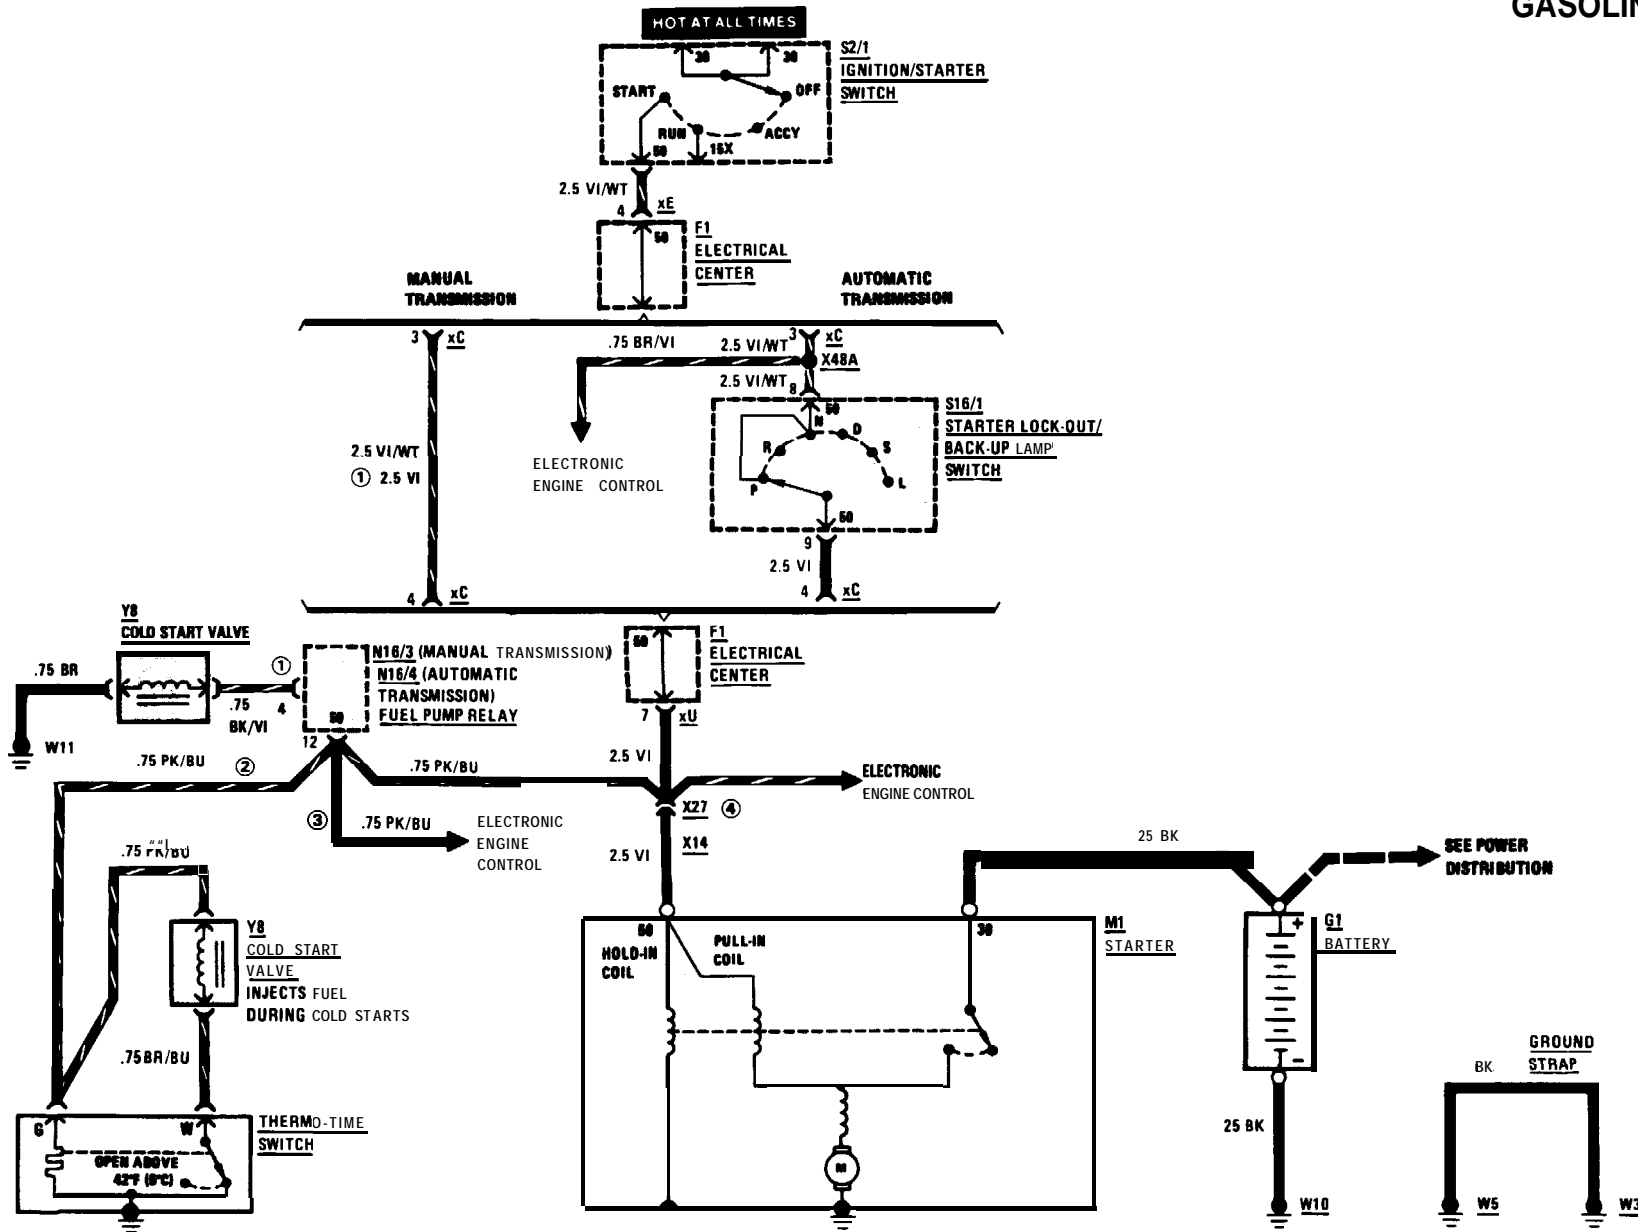 GASOLIN
HOT AT ALL TIMES
30
30
S2/1
IGNITION/STARTER
SWITCH
START
OFF
RUN
ACCY
50
15X
2.5 VI/WT
4
xE
50
F1
ELECTRICAL
CENTER
MANUAL
TRANSMISSION
AUTOMATIC
TRANSMISSION
3
xC
.75 BR/VI
2.5 VI/WT
3
xC
X48A
2.5 VI/WT
8
50
N
D
R
S
P
L
50
S16/1
STARTER LOCK-OUT/
BACK-UP LAMP
SWITCH
2.5 VI/WT
① 2.5 VI
ELECTRONIC
ENGINE CONTROL
9
2.5 VI
4
xC
4
xC
Y8
COLD START VALVE
.75 BR
①
.75
BK/VI
4
W11
N16/3 (MANUAL TRANSMISSION)
N16/4 (AUTOMATIC
TRANSMISSION)
FUEL PUMP RELAY
50
12
50
F1
ELECTRICAL
CENTER
7
xU
2.5 VI
.75 PK/BU
②
.75 PK/BU
ELECTRONIC
ENGINE CONTROL
X27 ④
③
.75 PK/BU
ELECTRONIC
ENGINE
CONTROL
X14
2.5 VI
.75 PK/BU
25 BK
SEE POWER
DISTRIBUTION
Y8
COLD START
VALVE
INJECTS FUEL
DURING COLD STARTS
50
HOLD-IN
COIL
PULL-IN
COIL
30
M1
STARTER
+
G1
BATTERY
-
.75BR/BU
GROUND
STRAP
BK
25 BK
G
W
THERMO-TIME
SWITCH
OPEN ABOVE
42°F (6°C)
M
W10
W5
W3